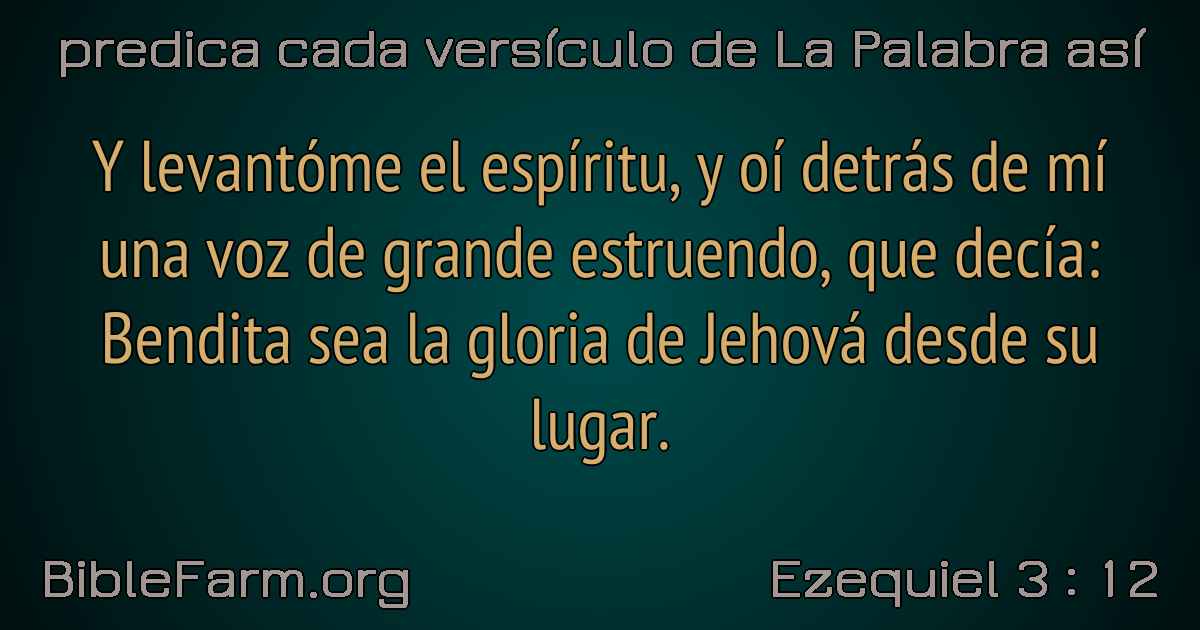 predica cada versículo de La Palabra así
Y levantóme el espíritu, y oí detrás de mí
una voz de grande estruendo, que decía:
Bendita sea la gloria de Jehová desde su
lugar.
BibleFarm.org
Ezequiel 3 : 12